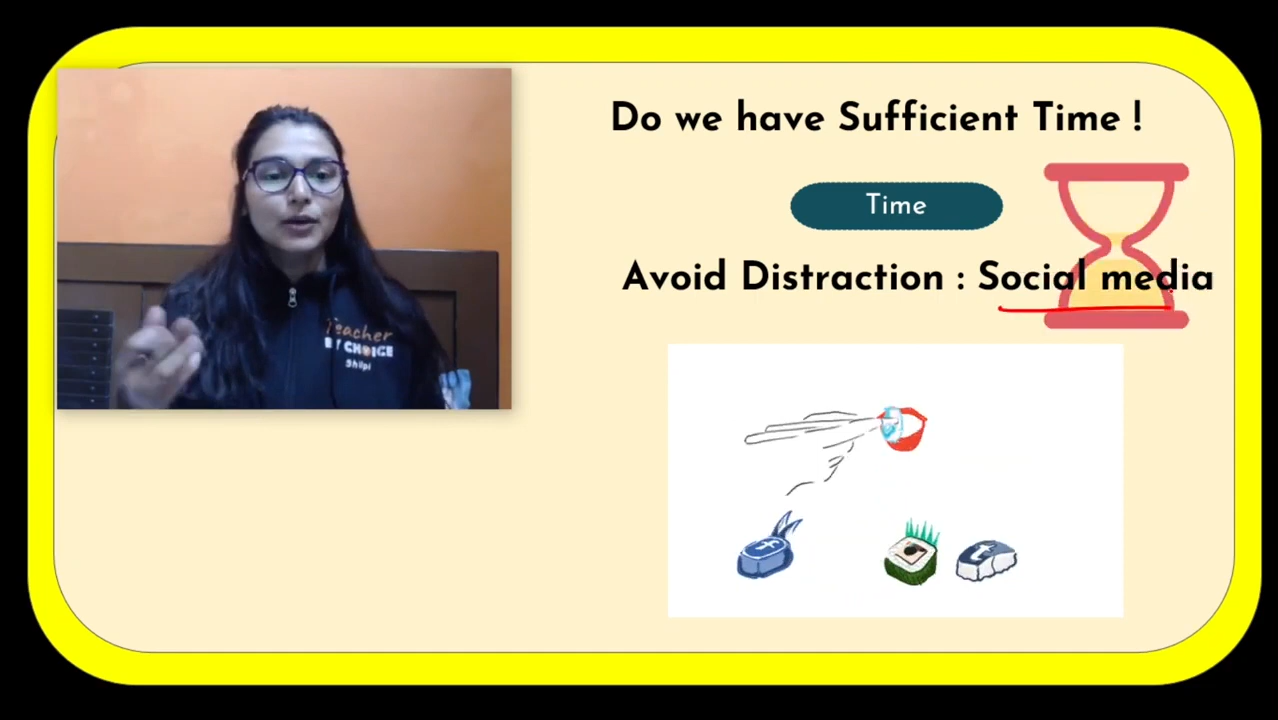 Do we have Sufficient Time !
Time
Avoid Distraction : Social media
Teacher
BY CHOICE
Shilpi
f
t